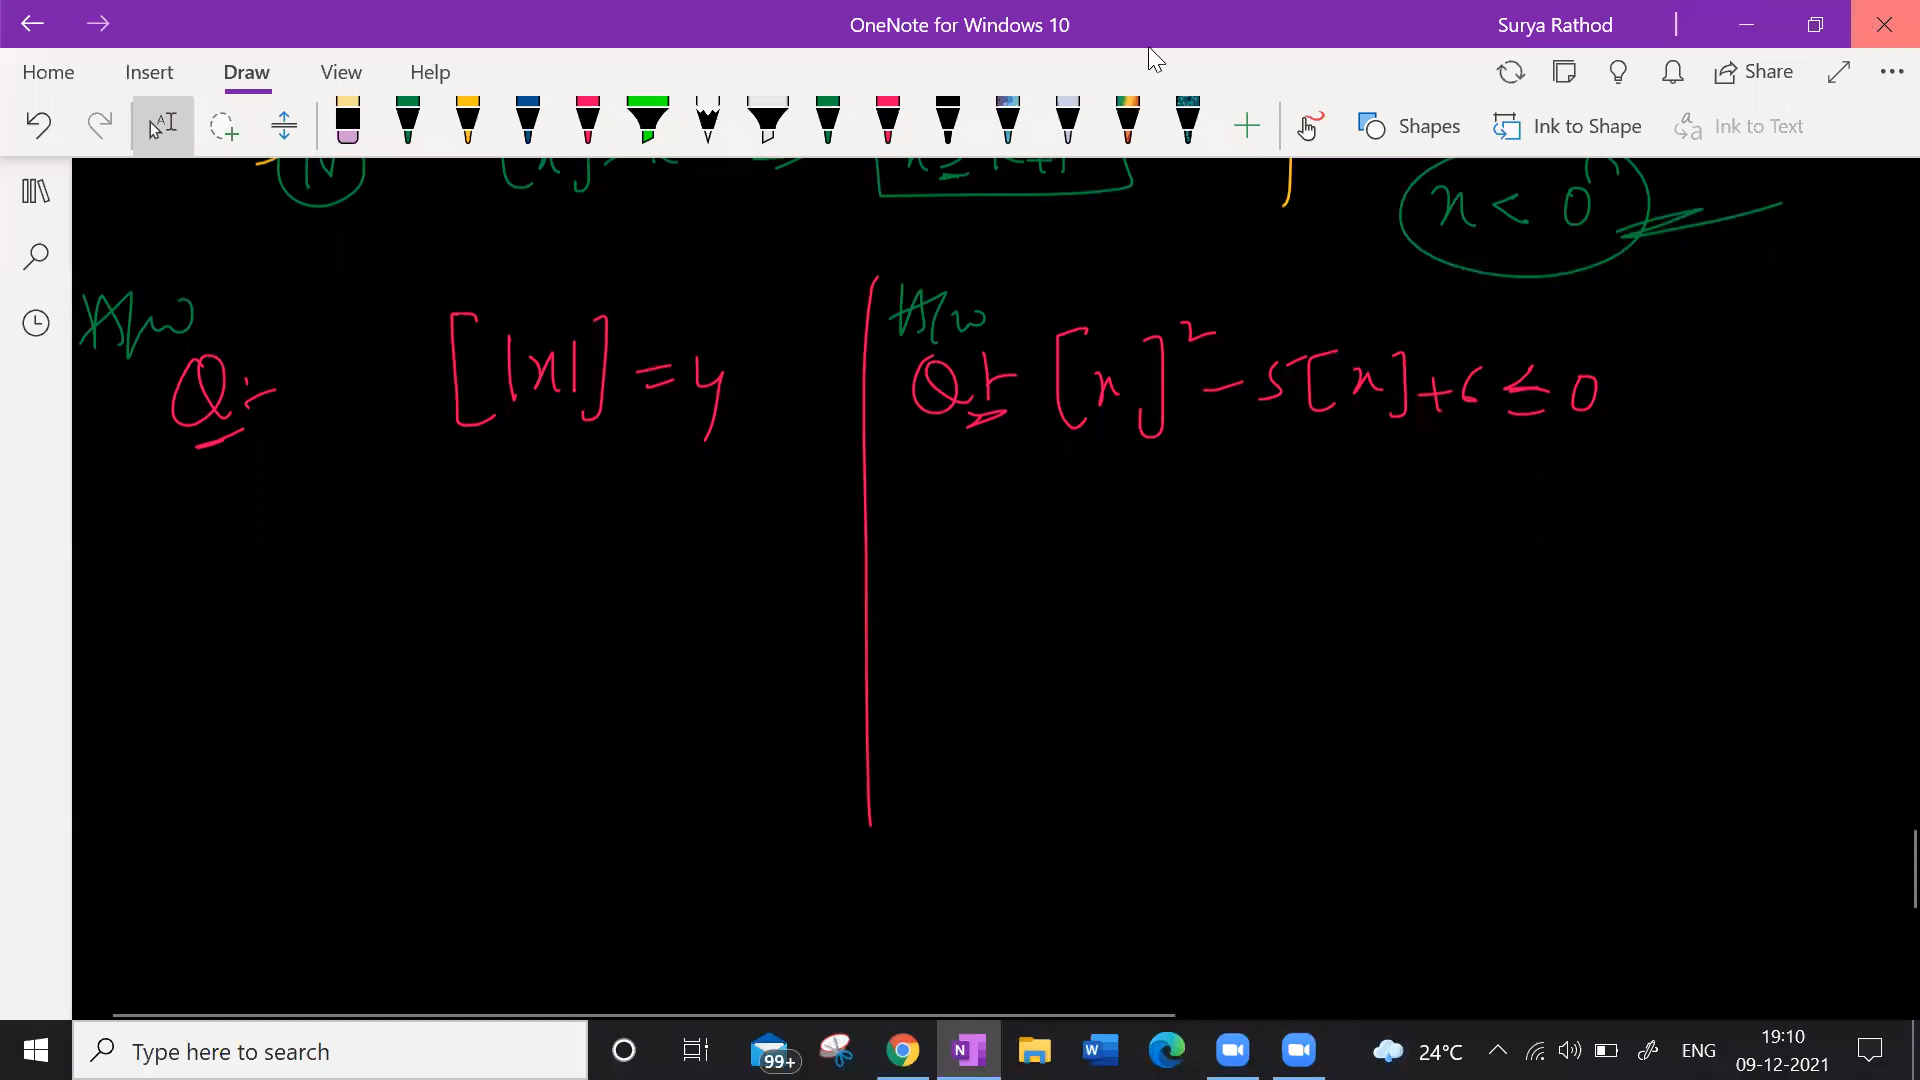 OneNote for Windows 10
Surya Rathod
Home Insert Draw View Help
Share
Shapes Ink to Shape Ink to Text
x < 0
H/w
Q:- [|x|] = 4
H/w
Q:- [x]² - 5[x] + 6 ≤ 0
Type here to search
99+
24°C
ENG
19:10
09-12-2021